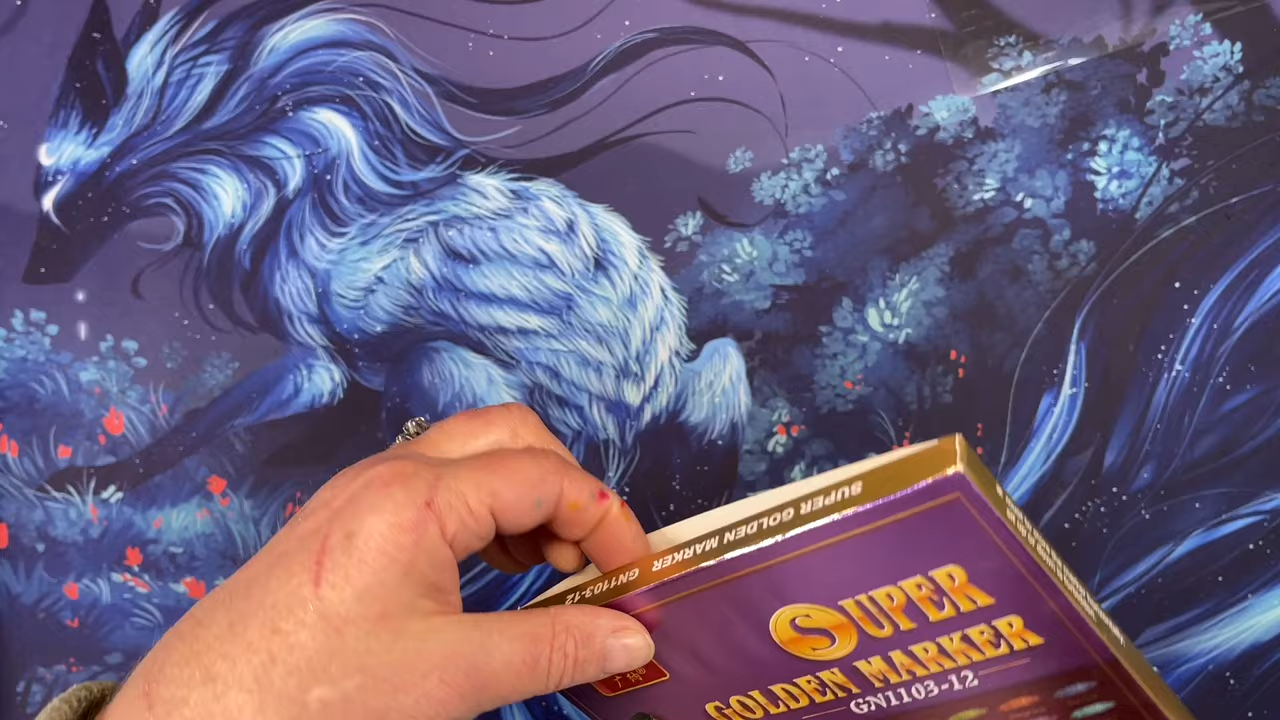 SUPER GOLDEN MARKER GN1103-12
SUPER
GOLDEN MARKER
GN1103-12